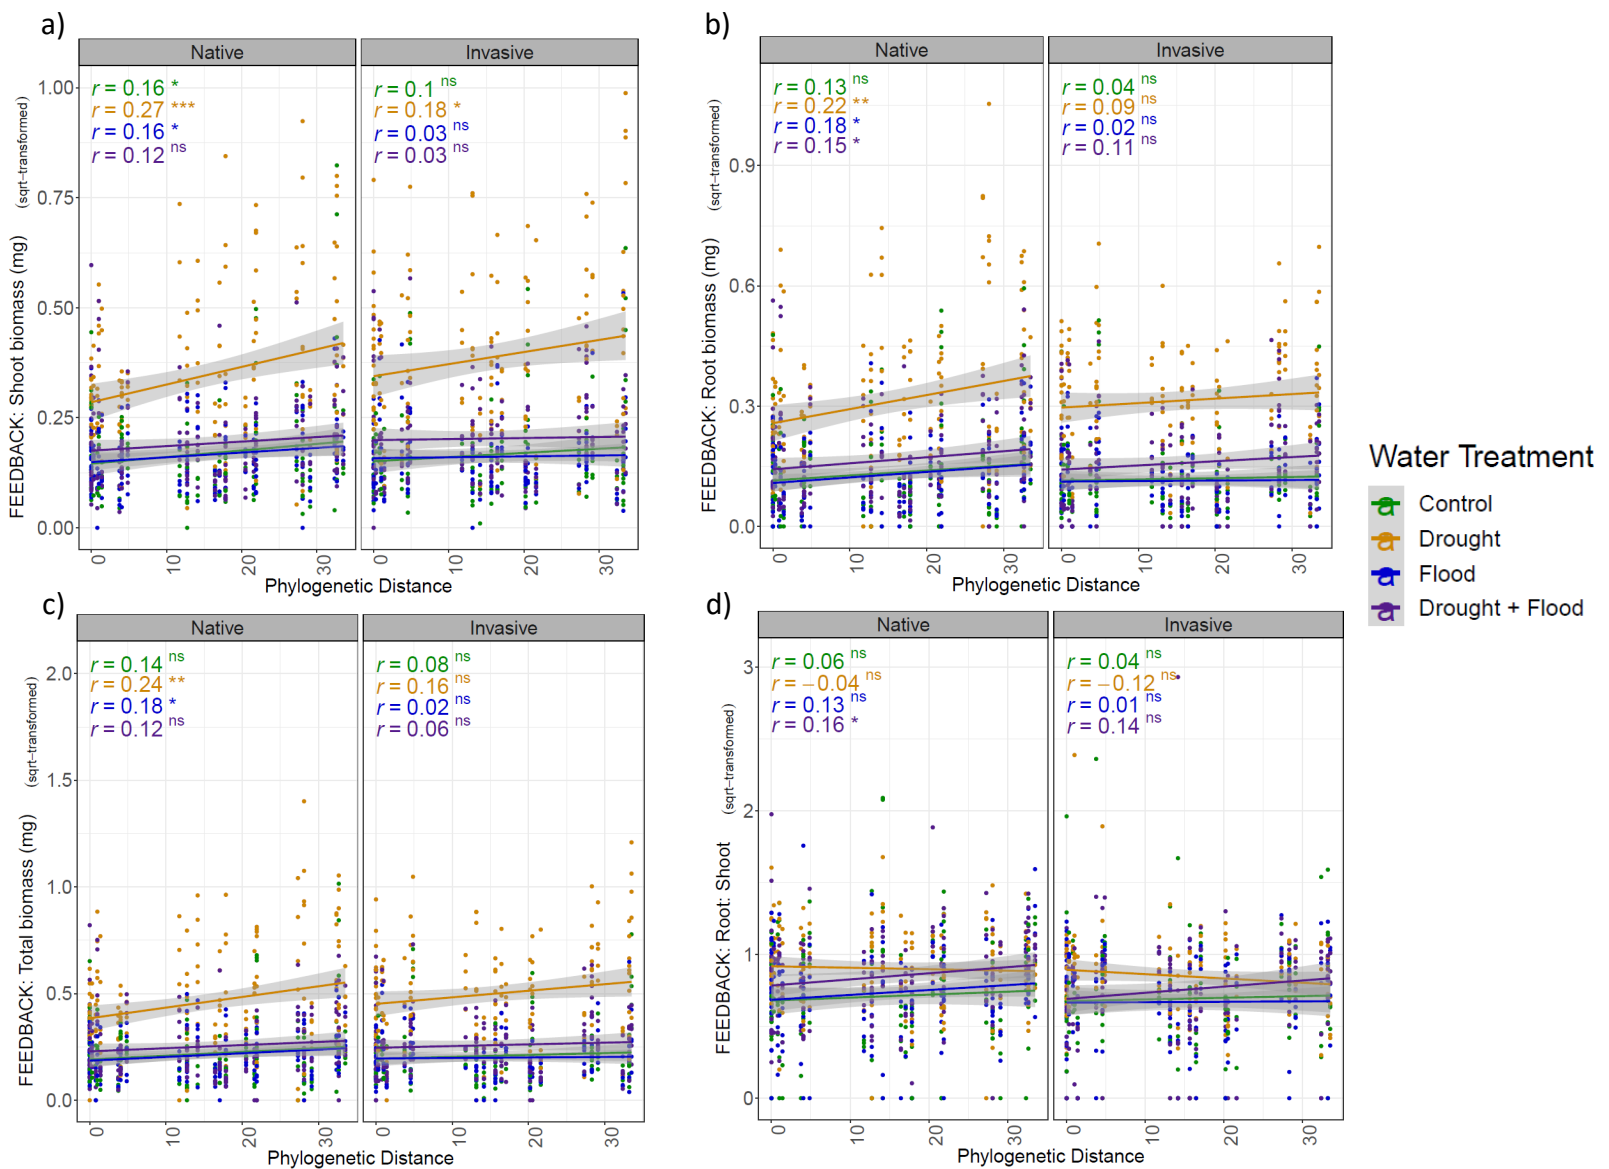 a)
Native
Invasive
r = 0.16 *
r = 0.27 ***
r = 0.16 *
r = 0.12 ns
r = 0.1 ns
r = 0.18 *
r = 0.03 ns
r = 0.03 ns
FEEDBACK: Shoot biomass (mg)
(sqrt−transformed)
1.00
0.75
0.50
0.25
0.00
0
10
20
30
0
10
20
30
Phylogenetic Distance
b)
Native
Invasive
r = 0.13 ns
r = 0.22 **
r = 0.18 *
r = 0.15 *
r = 0.04 ns
r = 0.09 ns
r = 0.02 ns
r = 0.11 ns
FEEDBACK: Root biomass (mg)
(sqrt−transformed)
0.9
0.6
0.3
0.0
0
10
20
30
0
10
20
30
Phylogenetic Distance
Water Treatment
a Control
a Drought
a Flood
a Drought + Flood
c)
Native
Invasive
r = 0.14 ns
r = 0.24 **
r = 0.18 *
r = 0.12 ns
r = 0.08 ns
r = 0.16 ns
r = 0.02 ns
r = 0.06 ns
FEEDBACK: Total biomass (mg)
(sqrt−transformed)
2.0
1.5
1.0
0.5
0.0
0
10
20
30
0
10
20
30
Phylogenetic Distance
d)
Native
Invasive
r = 0.06 ns
r = −0.04 ns
r = 0.13 ns
r = 0.16 *
r = 0.04 ns
r = −0.12 ns
r = 0.01 ns
r = 0.14 ns
FEEDBACK: Root: Shoot
(sqrt−transformed)
3
2
1
0
0
10
20
30
0
10
20
30
Phylogenetic Distance